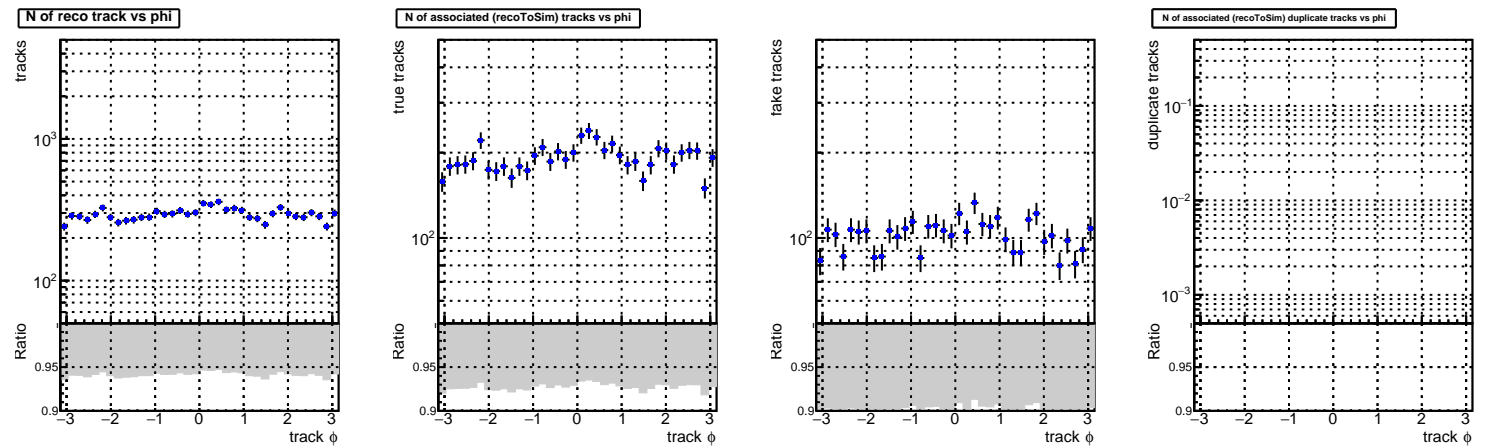 N of reco track vs phi
tracks
10³
10²
Ratio
0.95
0.9
−3 −2 −1 0 1 2 3
track ϕ
N of associated (recoToSim) tracks vs phi
true tracks
10²
Ratio
0.95
0.9
−3 −2 −1 0 1 2 3
track ϕ
fake tracks
10²
Ratio
0.95
0.9
−3 −2 −1 0 1 2 3
track ϕ
N of associated (recoToSim) duplicate tracks vs phi
duplicate tracks
10⁻¹
10⁻²
10⁻³
Ratio
0.95
0.9
−3 −2 −1 0 1 2 3
track ϕ